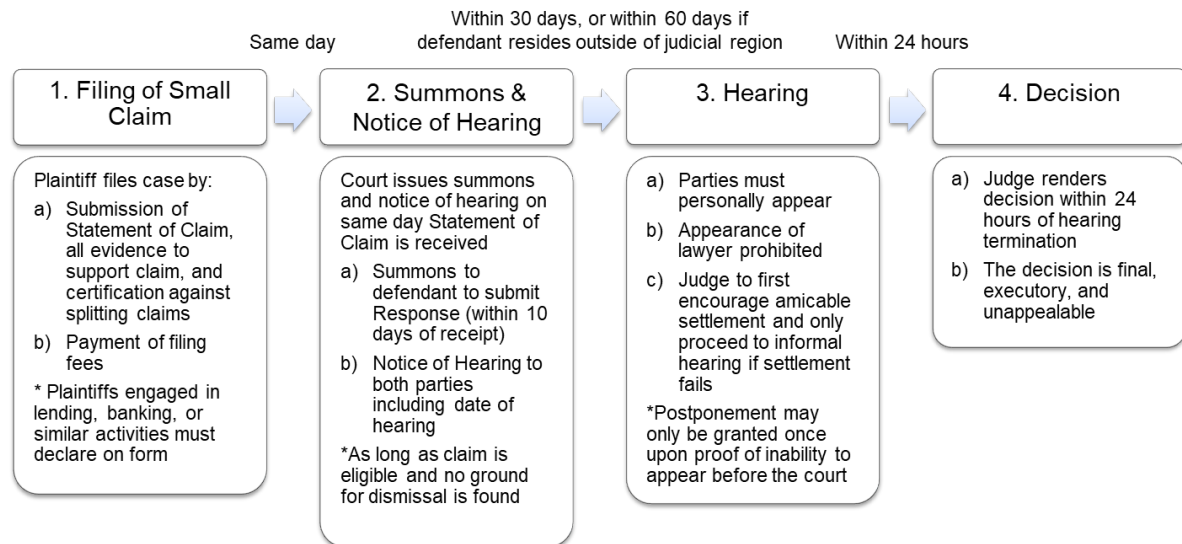 Same day
Within 30 days, or within 60 days if
defendant resides outside of judicial region
Within 24 hours
1. Filing of Small
Claim
2. Summons &
Notice of Hearing
3. Hearing
4. Decision
Plaintiff files case by:
a) Submission of
Statement of Claim,
all evidence to
support claim, and
certification against
splitting claims
b) Payment of filing
fees
* Plaintiffs engaged in
lending, banking, or
similar activities must
declare on form
Court issues summons
and notice of hearing on
same day Statement of
Claim is received
a) Summons to
defendant to submit
Response (within 10
days of receipt)
b) Notice of Hearing to
both parties
including date of
hearing
*As long as claim is
eligible and no ground
for dismissal is found
a) Parties must
personally appear
b) Appearance of
lawyer prohibited
c) Judge to first
encourage amicable
settlement and only
proceed to informal
hearing if settlement
fails
*Postponement may
only be granted once
upon proof of inability to
appear before the court
a) Judge renders
decision within 24
hours of hearing
termination
b) The decision is final,
executory, and
unappealable